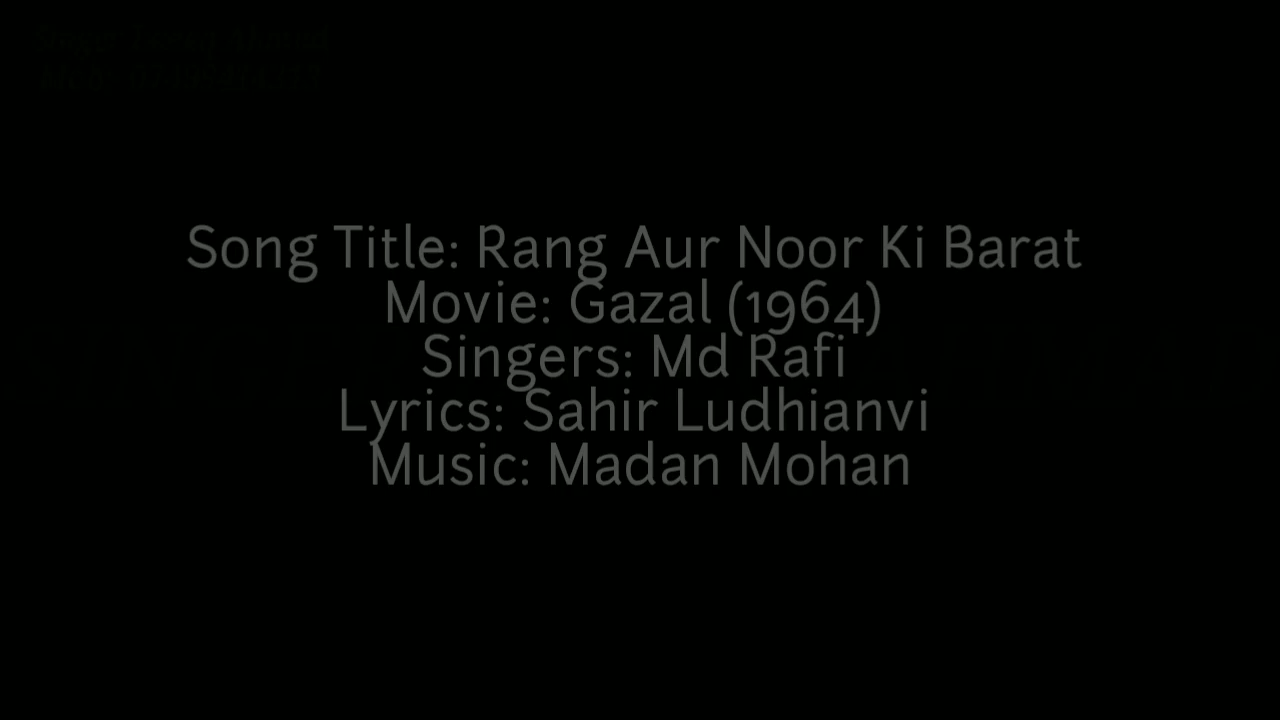 Song Title: Rang Aur Noor Ki Barat
Movie: Gazal (1964)
Singers: Md Rafi
Lyrics: Sahir Ludhianvi
Music: Madan Mohan